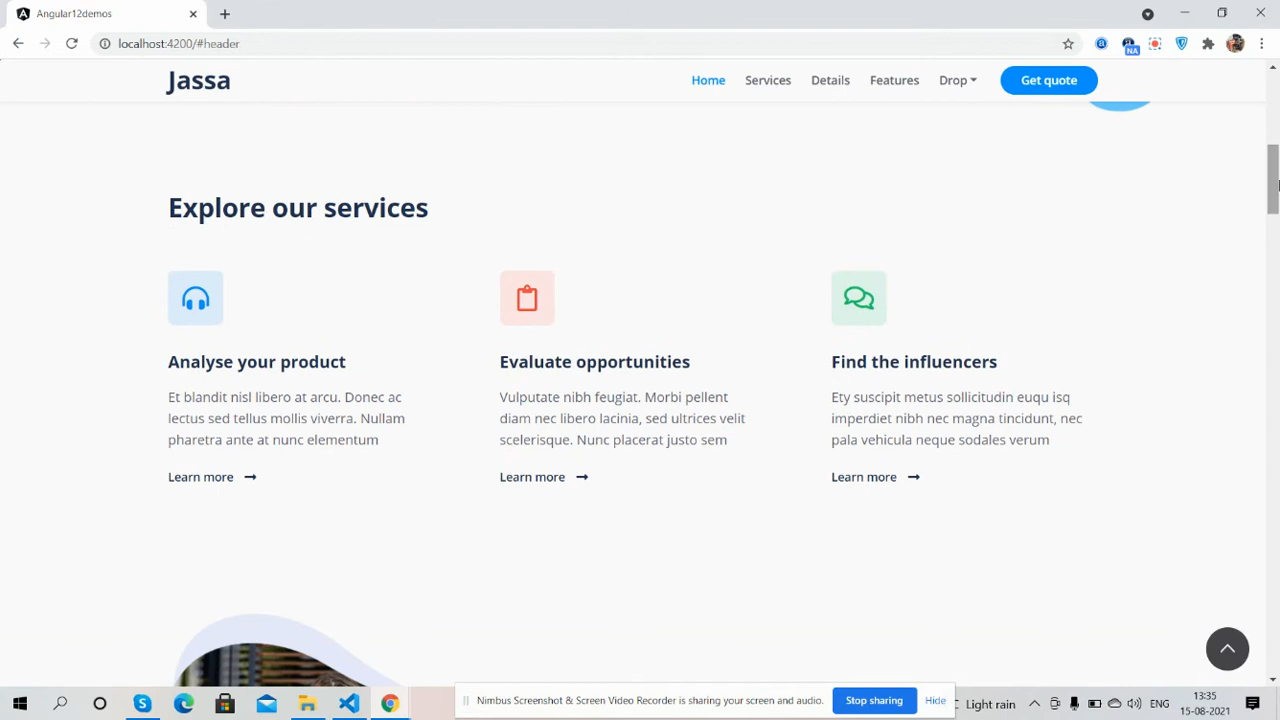 Angular12demos
localhost:4200/#header
NA
Jassa
Home Services Details Features Drop Get quote
Explore our services
Analyse your product
Et blandit nisl libero at arcu. Donec ac
lectus sed tellus mollis viverra. Nullam
pharetra ante at nunc elementum
Learn more
Evaluate opportunities
Vulputate nibh feugiat. Morbi pellent
diam nec libero lacinia, sed ultrices velit
scelerisque. Nunc placerat justo sem
Learn more
Find the influencers
Ety suscipit metus sollicitudin euqu isq
imperdiet nibh nec magna tincidunt, nec
pala vehicula neque sodales verum
Learn more
Nimbus Screenshot & Screen Video Recorder is sharing your screen and audio. Stop sharing Hide
Light rain
ENG
13:35
15-08-2021